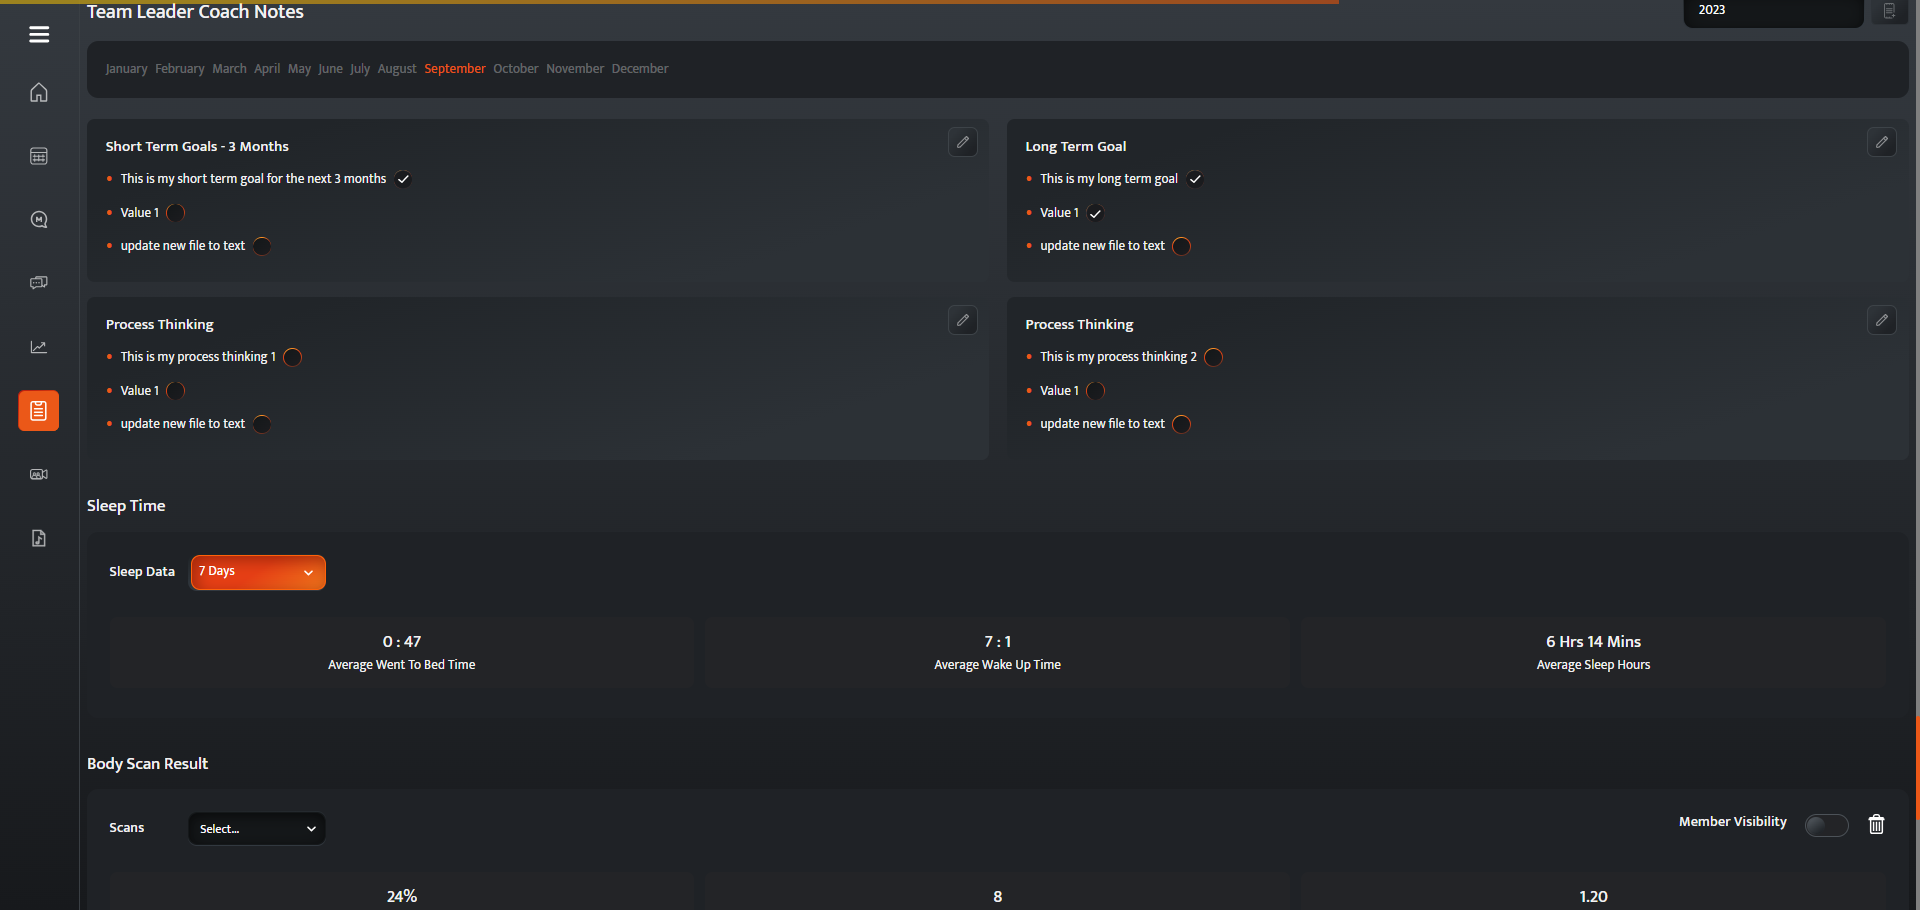 Team Leader Coach Notes
2023
January February March April May June July August September October November December
Short Term Goals - 3 Months
This is my short term goal for the next 3 months
Value 1
update new file to text
Long Term Goal
This is my long term goal
Value 1
update new file to text
Process Thinking
This is my process thinking 1
Value 1
update new file to text
Process Thinking
This is my process thinking 2
Value 1
update new file to text
Sleep Time
Sleep Data
7 Days
0 : 47
Average Went To Bed Time
7 : 1
Average Wake Up Time
6 Hrs 14 Mins
Average Sleep Hours
Body Scan Result
Scans
Select...
Member Visibility
24%
8
1.20